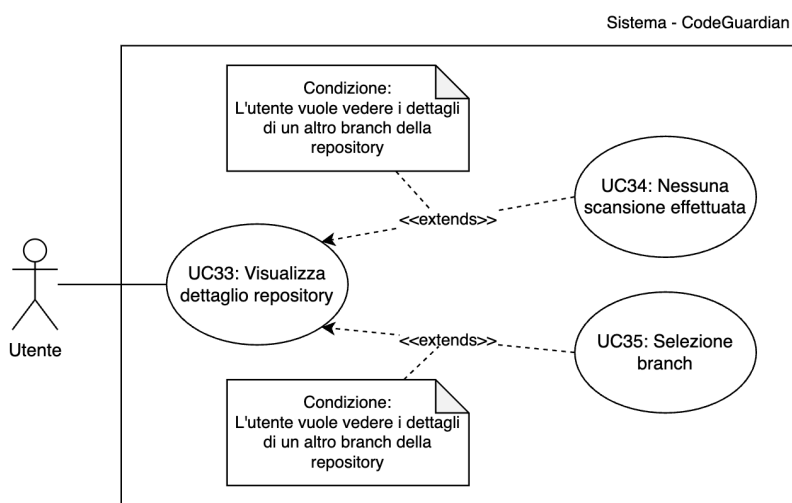 Sistema - CodeGuardian
Condizione:
L'utente vuole vedere i dettagli
di un altro branch della
repository
UC34: Nessuna
scansione effettuata
<<extends>>
UC33: Visualizza
dettaglio repository
Utente
<<extends>>
UC35: Selezione
branch
Condizione:
L'utente vuole vedere i dettagli
di un altro branch della
repository